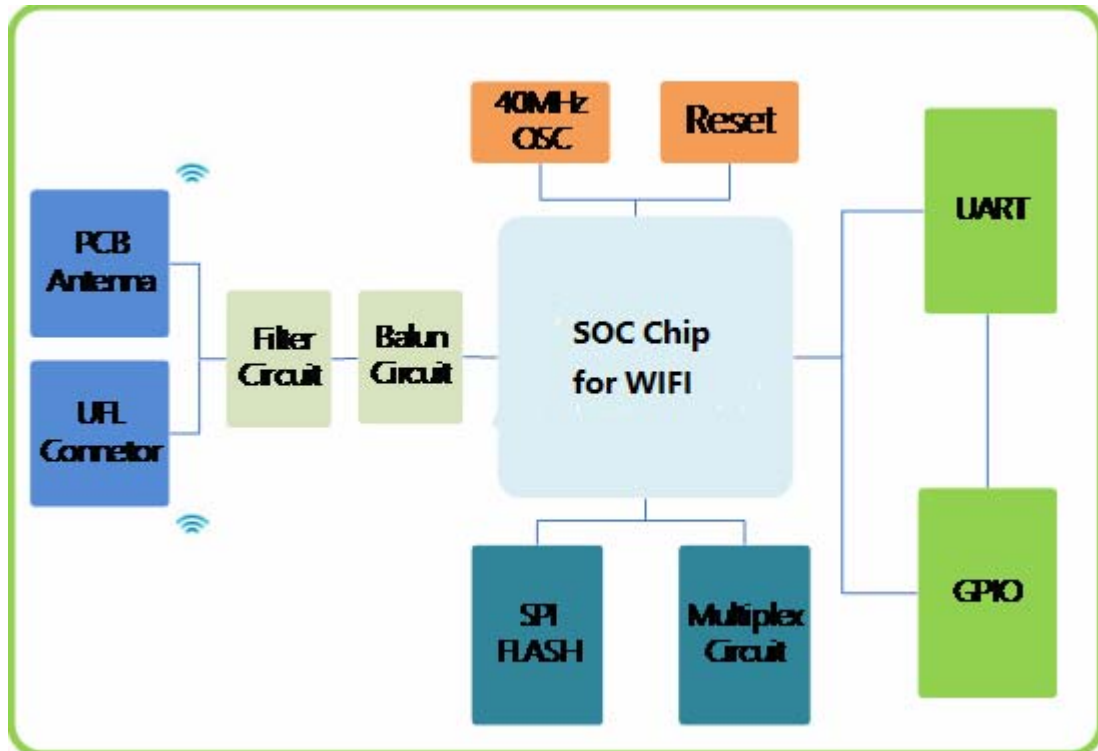 40MHz
OSC
Reset
PCB
Antenna
UFL
Connetor
Filter
Circuit
Balun
Circuit
SOC Chip
for WIFI
UART
GPIO
SPI
FLASH
Multiplex
Circuit